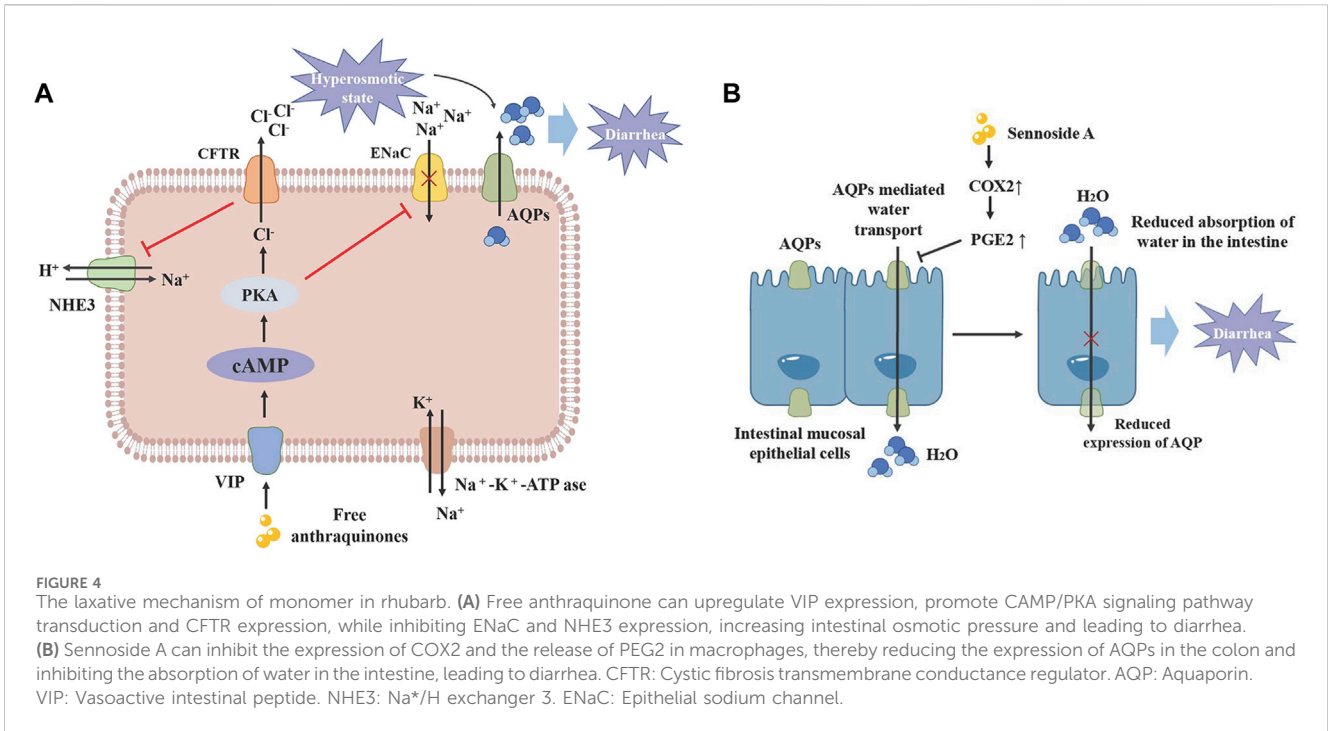 A
Hyperosmotic
state
Cl⁻ Cl⁻
Cl⁻
Cl⁻
Na⁺
Na⁺
Na⁺
CFTR
ENaC
Diarrhea
AQPs
Cl⁻
H⁺
Na⁺
NHE3
PKA
cAMP
K⁺
VIP
Na⁺-K⁺-ATP ase
Na⁺
Free
anthraquinones
B
Sennoside A
COX2↑
PGE2 ↑
AQPs mediated
water
transport
AQPs
H₂O
Reduced absorption of
water in the intestine
Diarrhea
Intestinal mucosal
epithelial cells
H₂O
Reduced
expression of AQP
FIGURE 4
The laxative mechanism of monomer in rhubarb. (A) Free anthraquinone can upregulate VIP expression, promote CAMP/PKA signaling pathway
transduction and CFTR expression, while inhibiting ENaC and NHE3 expression, increasing intestinal osmotic pressure and leading to diarrhea.
(B) Sennoside A can inhibit the expression of COX2 and the release of PEG2 in macrophages, thereby reducing the expression of AQPs in the colon and
inhibiting the absorption of water in the intestine, leading to diarrhea. CFTR: Cystic fibrosis transmembrane conductance regulator. AQP: Aquaporin.
VIP: Vasoactive intestinal peptide. NHE3: Na*/H exchanger 3. ENaC: Epithelial sodium channel.